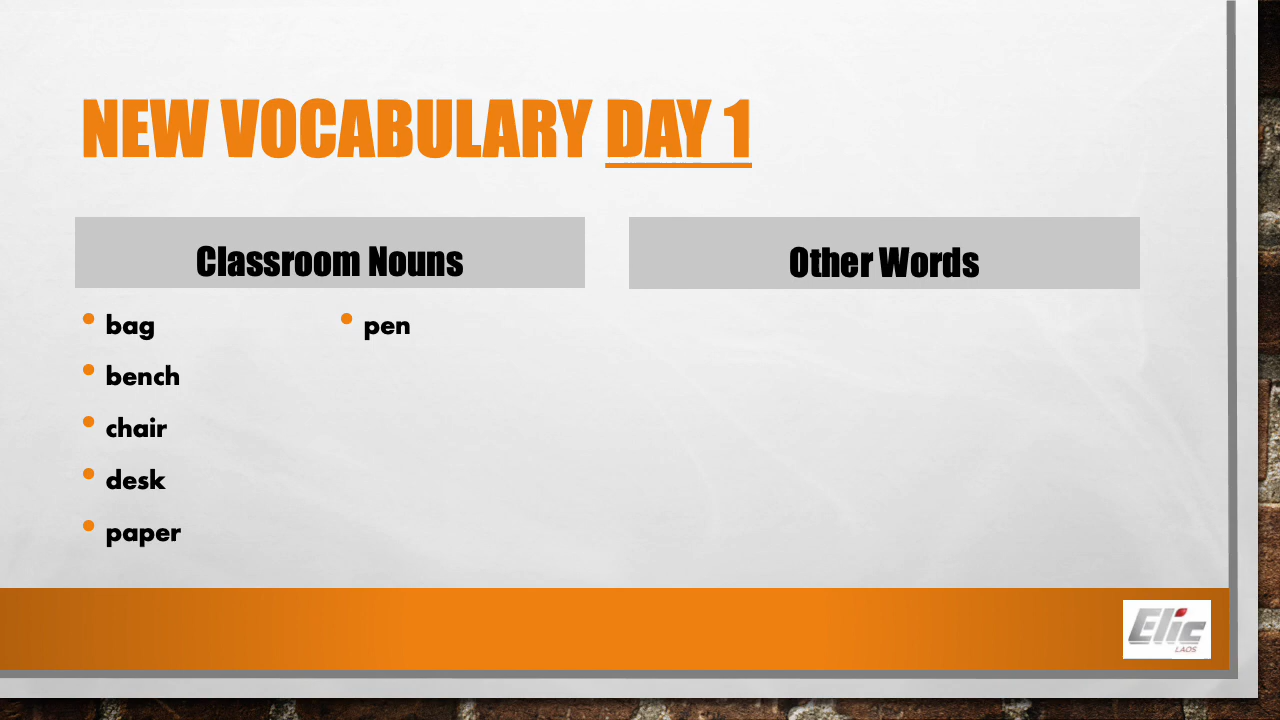 NEW VOCABULARY DAY 1
Classroom Nouns
bag
bench
chair
desk
paper
pen
Other Words
Elic
LAOS